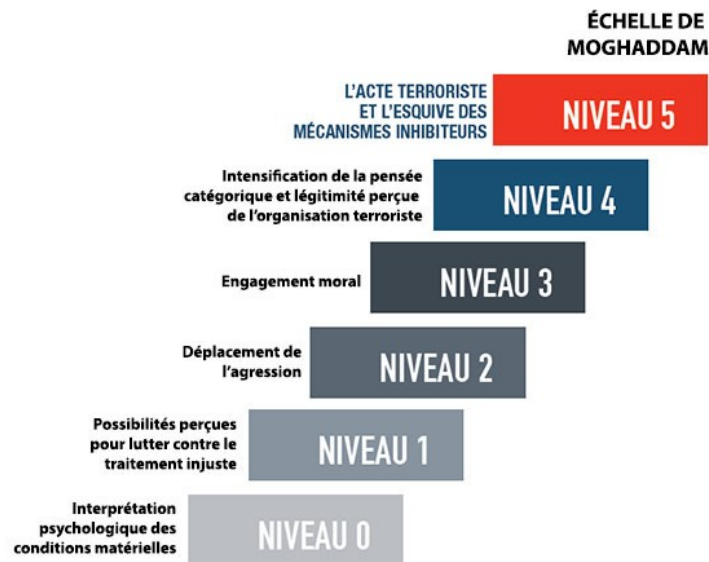 ÉCHELLE DE
MOGHADDAM
L'ACTE TERRORISTE
ET L'ESQUIVE DES
MÉCANISMES INHIBITEURS
NIVEAU 5
Intensification de la pensée
catégorique et légitimité perçue
de l'organisation terroriste
NIVEAU 4
Engagement moral
NIVEAU 3
Déplacement de
l'agression
NIVEAU 2
Possibilités perçues
pour lutter contre le
traitement injuste
NIVEAU 1
Interprétation
psychologique des
conditions matérielles
NIVEAU 0